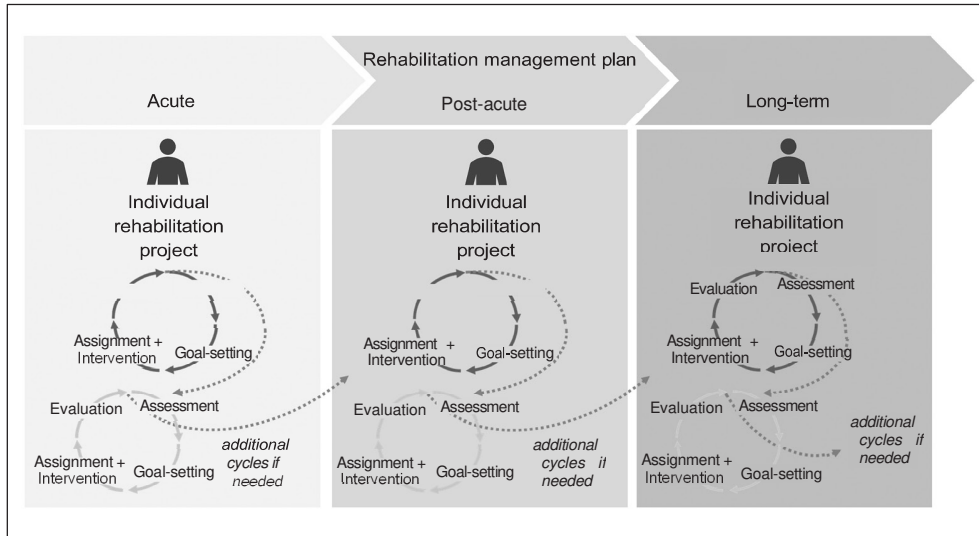 Rehabilitation management plan
Acute
Post-acute
Long-term
Individual
rehabilitation
project
Assignment +
Intervention
Goal-setting
Evaluation
Assessment
Assignment +
Intervention
Goal-setting
additional
cycles if
needed
Individual
rehabilitation
project
Assignment +
Intervention
Goal-setting
Evaluation
Assessment
Assignment +
Intervention
Goal-setting
additional
cycles if
needed
Individual
rehabilitation
project
Evaluation
Assessment
Assignment +
Intervention
Goal-setting
Evaluation
Assessment
Assignment +
Intervention
Goal-setting
additional
cycles if
needed